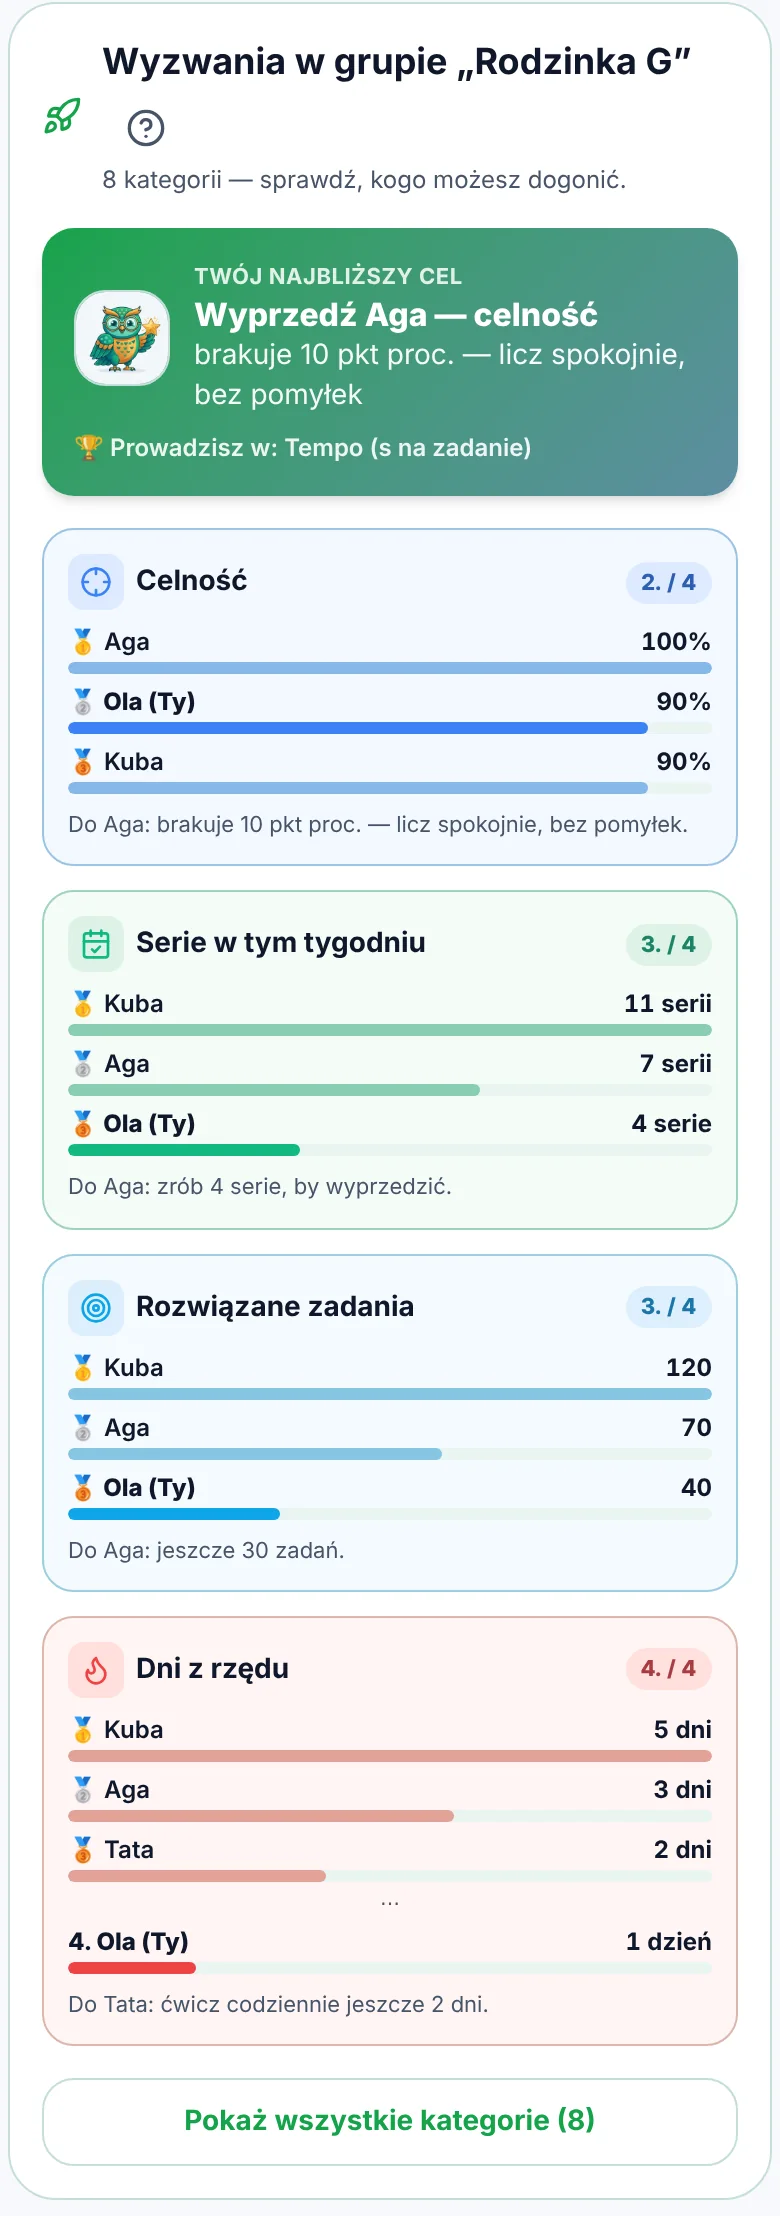 Wyzwania w grupie „Rodzinka G”
8 kategorii — sprawdź, kogo możesz dogonić.
TWÓJ NAJBLIŻSZY CEL
Wyprzedź Aga — celność
brakuje 10 pkt proc. — licz spokojnie,
bez pomyłek
🏆 Prowadzisz w: Tempo (s na zadanie)
Celność 2. / 4
🥇 Aga 100%
🥈 Ola (Ty) 90%
🥉 Kuba 90%
Do Aga: brakuje 10 pkt proc. — licz spokojnie, bez pomyłek.
Serie w tym tygodniu 3. / 4
🥇 Kuba 11 serii
🥈 Aga 7 serii
🥉 Ola (Ty) 4 serie
Do Aga: zrób 4 serie, by wyprzedzić.
Rozwiązane zadania 3. / 4
🥇 Kuba 120
🥈 Aga 70
🥉 Ola (Ty) 40
Do Aga: jeszcze 30 zadań.
Dni z rzędu 4. / 4
🥇 Kuba 5 dni
🥈 Aga 3 dni
🥉 Tata 2 dni
...
4. Ola (Ty) 1 dzień
Do Tata: ćwicz codziennie jeszcze 2 dni.
Pokaż wszystkie kategorie (8)